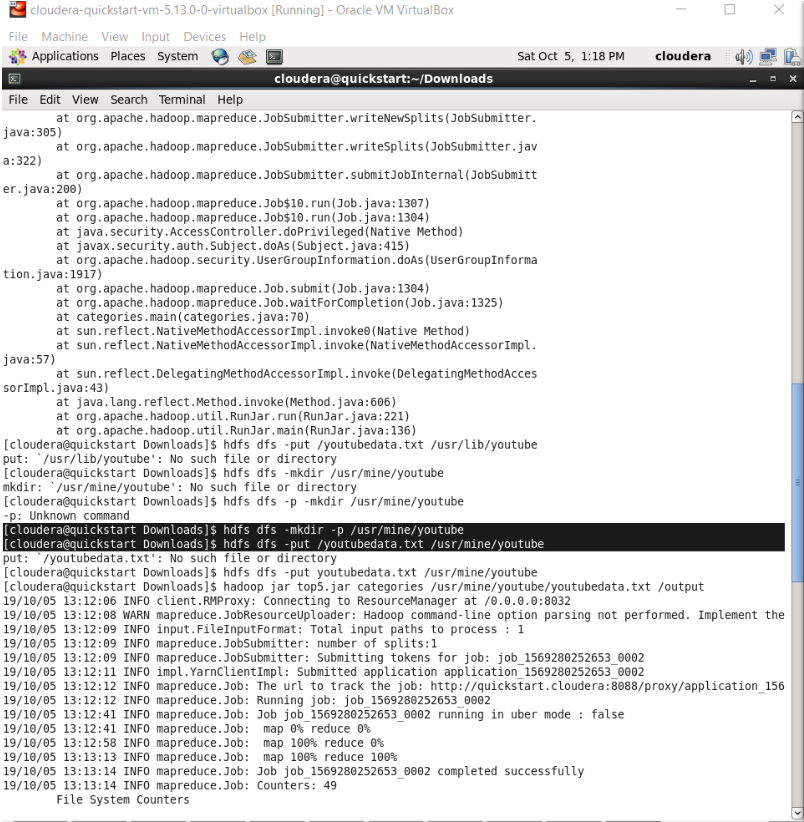 cloudera-quickstart-vm-5.13.0-0-virtualbox [Running] - Oracle VM VirtualBox
File Machine View Input Devices Help
Applications Places System Sat Oct 5, 1:18 PM cloudera
cloudera@quickstart:~/Downloads
File Edit View Search Terminal Help
at org.apache.hadoop.mapreduce.JobSubmitter.writeNewSplits(JobSubmitter.
java:305)
at org.apache.hadoop.mapreduce.JobSubmitter.writeSplits(JobSubmitter.jav
a:322)
at org.apache.hadoop.mapreduce.JobSubmitter.submitJobInternal(JobSubmitt
er.java:200)
at org.apache.hadoop.mapreduce.Job$10.run(Job.java:1307)
at org.apache.hadoop.mapreduce.Job$10.run(Job.java:1304)
at java.security.AccessController.doPrivileged(Native Method)
at javax.security.auth.Subject.doAs(Subject.java:415)
at org.apache.hadoop.security.UserGroupInformation.doAs(UserGroupInforma
tion.java:1917)
at org.apache.hadoop.mapreduce.Job.submit(Job.java:1304)
at org.apache.hadoop.mapreduce.Job.waitForCompletion(Job.java:1325)
at categories.main(categories.java:70)
at sun.reflect.NativeMethodAccessorImpl.invoke0(Native Method)
at sun.reflect.NativeMethodAccessorImpl.invoke(NativeMethodAccessorImpl.
java:57)
at sun.reflect.DelegatingMethodAccessorImpl.invoke(DelegatingMethodAcces
sorImpl.java:43)
at java.lang.reflect.Method.invoke(Method.java:606)
at org.apache.hadoop.util.RunJar.run(RunJar.java:221)
at org.apache.hadoop.util.RunJar.main(RunJar.java:136)
[cloudera@quickstart Downloads]$ hdfs dfs -put /youtubedata.txt /usr/lib/youtube
put: `/usr/lib/youtube': No such file or directory
[cloudera@quickstart Downloads]$ hdfs dfs -mkdir /usr/mine/youtube
mkdir: `/usr/mine/youtube': No such file or directory
[cloudera@quickstart Downloads]$ hdfs dfs -p -mkdir /usr/mine/youtube
-p: Unknown command
[cloudera@quickstart Downloads]$ hdfs dfs -mkdir -p /usr/mine/youtube
[cloudera@quickstart Downloads]$ hdfs dfs -put /youtubedata.txt /usr/mine/youtube
put: `/youtubedata.txt': No such file or directory
[cloudera@quickstart Downloads]$ hdfs dfs -put youtubedata.txt /usr/mine/youtube
[cloudera@quickstart Downloads]$ hadoop jar top5.jar categories /usr/mine/youtube/youtubedata.txt /output
19/10/05 13:12:06 INFO client.RMProxy: Connecting to ResourceManager at /0.0.0.0:8032
19/10/05 13:12:08 WARN mapreduce.JobResourceUploader: Hadoop command-line option parsing not performed. Implement the
19/10/05 13:12:09 INFO input.FileInputFormat: Total input paths to process : 1
19/10/05 13:12:09 INFO mapreduce.JobSubmitter: number of splits:1
19/10/05 13:12:09 INFO mapreduce.JobSubmitter: Submitting tokens for job: job_1569280252653_0002
19/10/05 13:12:11 INFO impl.YarnClientImpl: Submitted application application_1569280252653_0002
19/10/05 13:12:12 INFO mapreduce.Job: The url to track the job: http://quickstart.cloudera:8088/proxy/application_156
19/10/05 13:12:12 INFO mapreduce.Job: Running job: job_1569280252653_0002
19/10/05 13:12:41 INFO mapreduce.Job: Job job_1569280252653_0002 running in uber mode : false
19/10/05 13:12:41 INFO mapreduce.Job:  map 0% reduce 0%
19/10/05 13:12:58 INFO mapreduce.Job:  map 100% reduce 0%
19/10/05 13:13:13 INFO mapreduce.Job:  map 100% reduce 100%
19/10/05 13:13:14 INFO mapreduce.Job: Job job_1569280252653_0002 completed successfully
19/10/05 13:13:14 INFO mapreduce.Job: Counters: 49
File System Counters